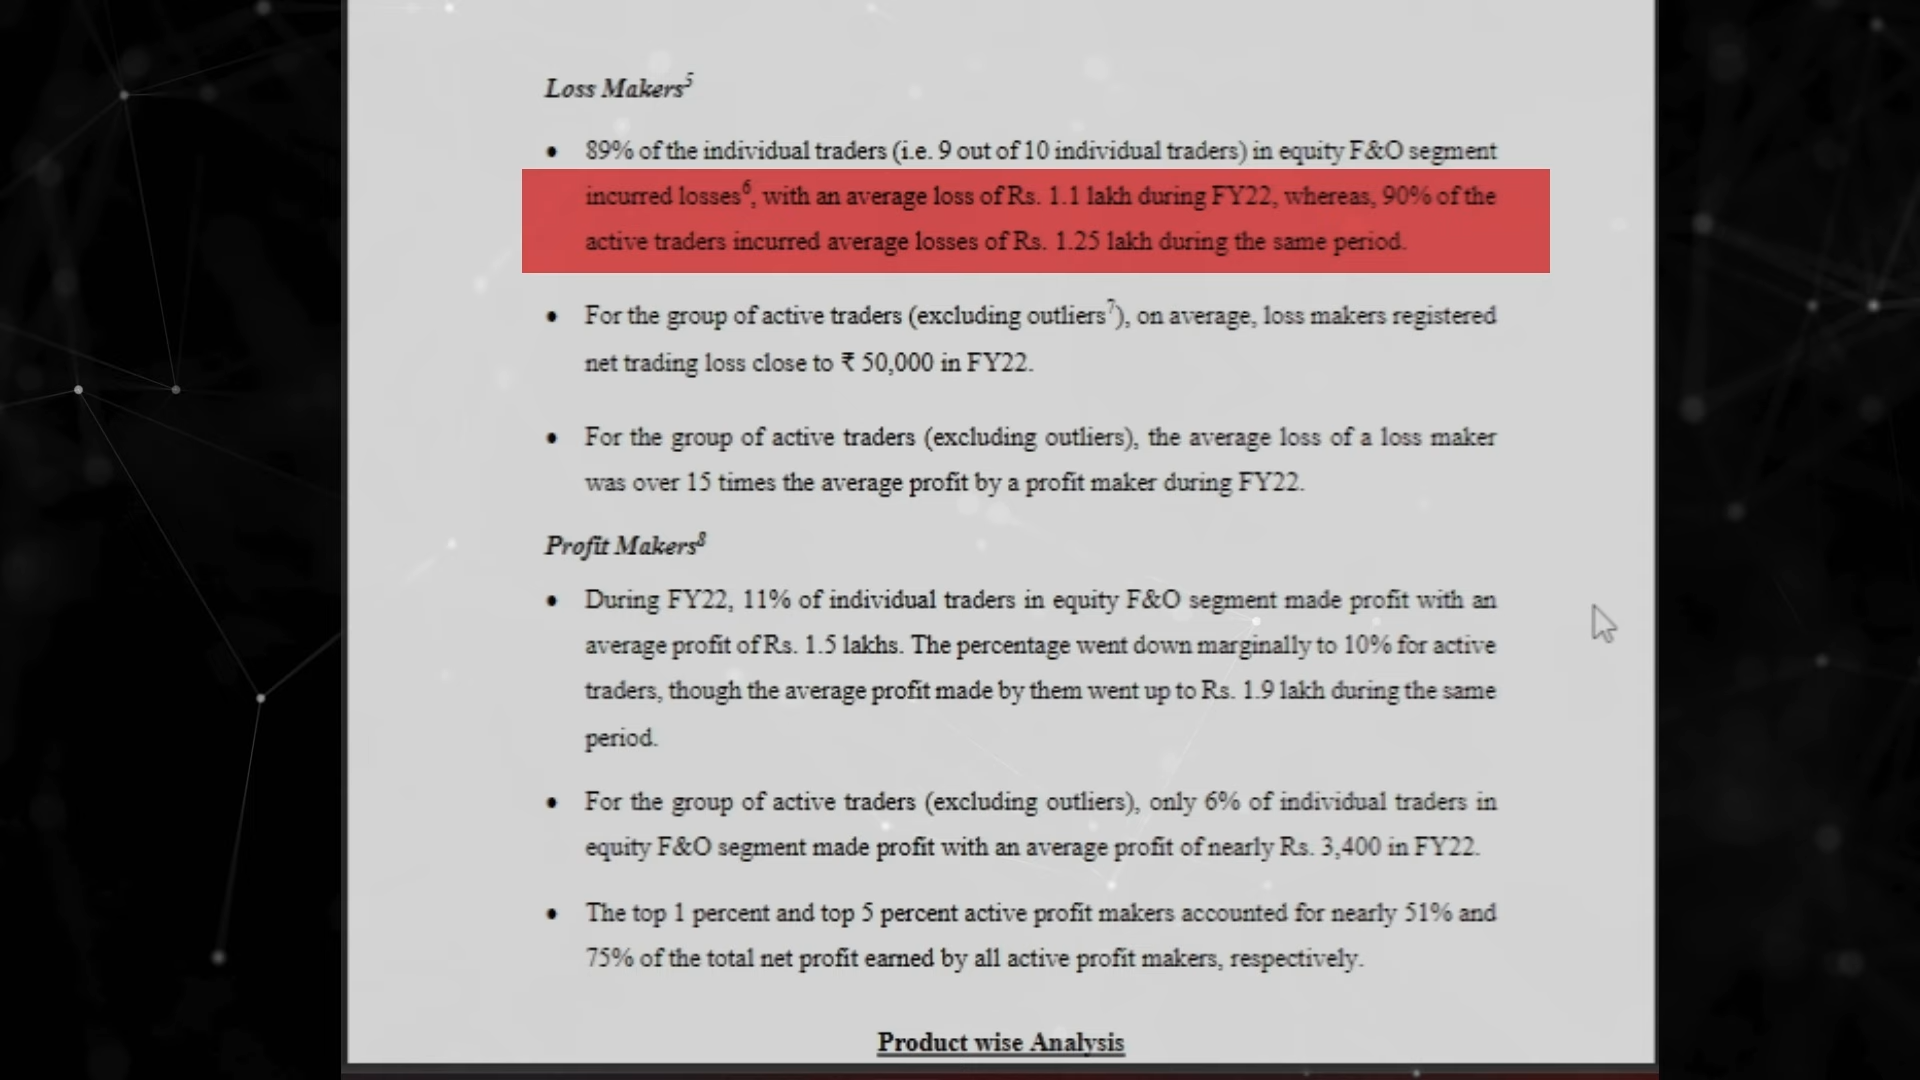 Loss Makers5
• 89% of the individual traders (i.e. 9 out of 10 individual traders) in equity F&O segment
incurred losses6, with an average loss of Rs. 1.1 lakh during FY22, whereas, 90% of the
active traders incurred average losses of Rs. 1.25 lakh during the same period.
• For the group of active traders (excluding outliers7), on average, loss makers registered
net trading loss close to ₹ 50,000 in FY22.
• For the group of active traders (excluding outliers), the average loss of a loss maker
was over 15 times the average profit by a profit maker during FY22.
Profit Makers8
• During FY22, 11% of individual traders in equity F&O segment made profit with an
average profit of Rs. 1.5 lakhs. The percentage went down marginally to 10% for active
traders, though the average profit made by them went up to Rs. 1.9 lakh during the same
period.
• For the group of active traders (excluding outliers), only 6% of individual traders in
equity F&O segment made profit with an average profit of nearly Rs. 3,400 in FY22.
• The top 1 percent and top 5 percent active profit makers accounted for nearly 51% and
75% of the total net profit earned by all active profit makers, respectively.
Product wise Analysis